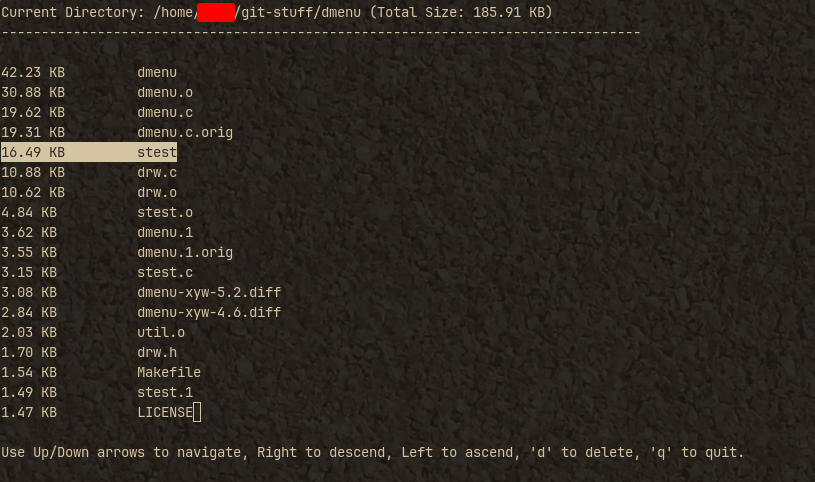 Current Directory: /home/ /git-stuff/dmenu (Total Size: 185.91 KB)
--------------------------------------------------------------------------------
42.23 KB         dmenu
30.88 KB         dmenu.o
19.62 KB         dmenu.c
19.31 KB         dmenu.c.orig
16.49 KB         stest
10.88 KB         drw.c
10.62 KB         drw.o
4.84 KB          stest.o
3.62 KB          dmenu.1
3.55 KB          dmenu.1.orig
3.15 KB          stest.c
3.08 KB          dmenu-xyw-5.2.diff
2.84 KB          dmenu-xyw-4.6.diff
2.03 KB          util.o
1.70 KB          drw.h
1.54 KB          Makefile
1.49 KB          stest.1
1.47 KB          LICENSE
Use Up/Down arrows to navigate, Right to descend, Left to ascend, 'd' to delete, 'q' to quit.